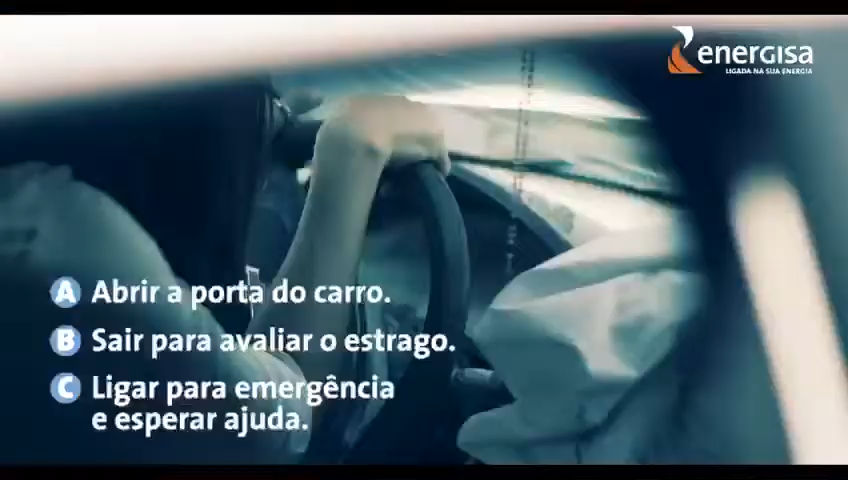 energisa
LIGADA NA SUA ENERGIA
A Abrir a porta do carro.
B Sair para avaliar o estrago.
C Ligar para emergência
e esperar ajuda.